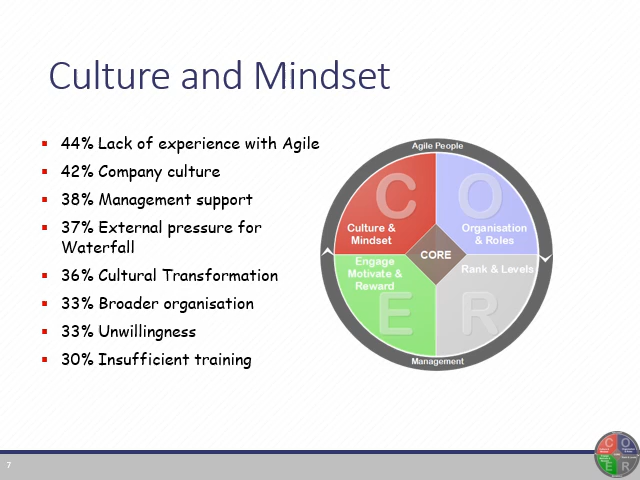 Culture and Mindset
44% Lack of experience with Agile
42% Company culture
38% Management support
37% External pressure for
Waterfall
36% Cultural Transformation
33% Broader organisation
33% Unwillingness
30% Insufficient training
Agile People
C
O
Culture &
Mindset
Organisation
& Roles
CORE
Engage
Motivate &
Reward
Rank & Levels
E
R
Management
7
C O
E R